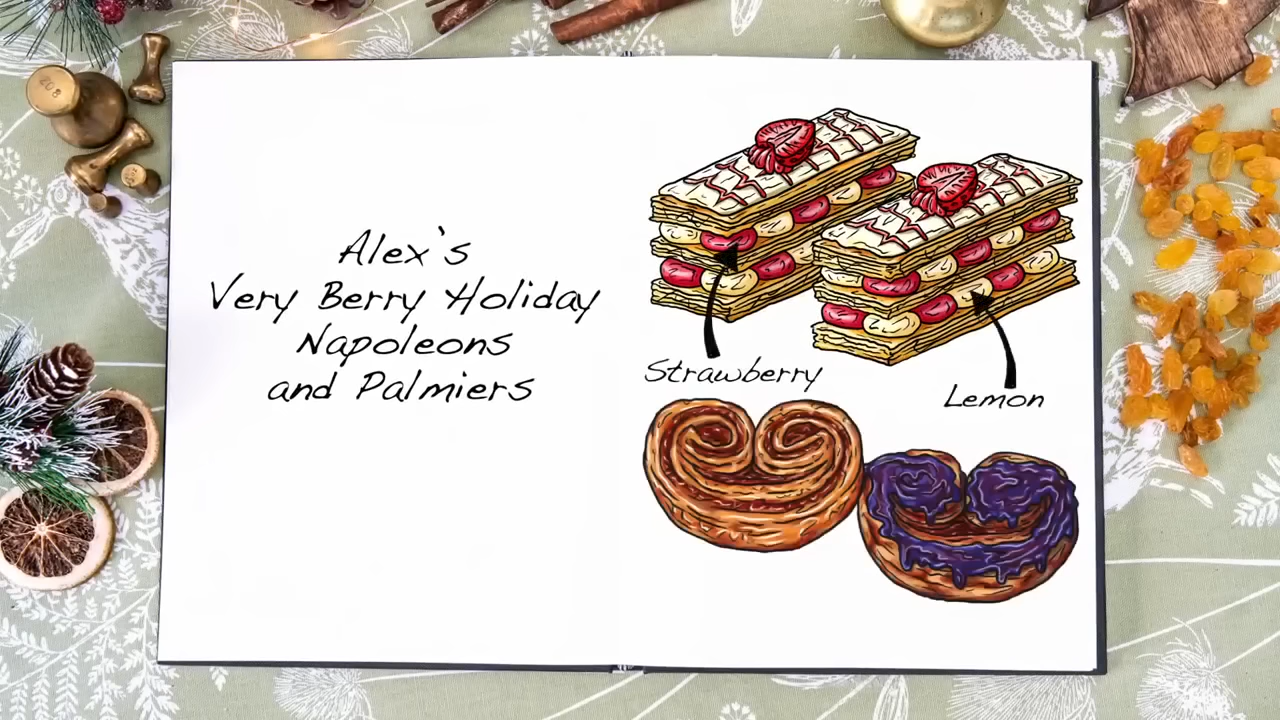 Alex's
Very Berry Holiday
Napoleons
and Palmiers
Strawberry
Lemon